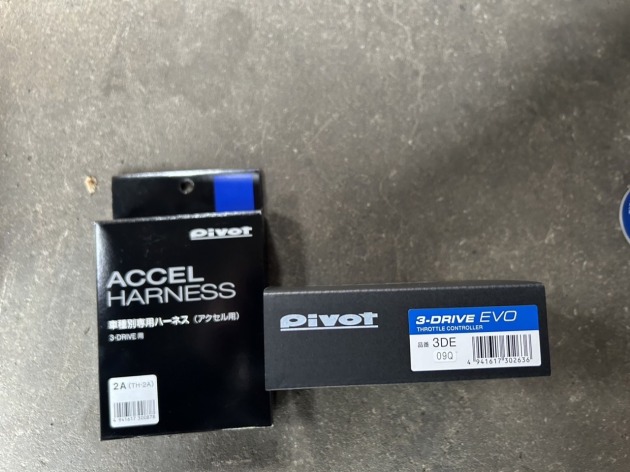 Pivot
ACCEL
HARNESS
車種別専用ハーネス（アクセル用）
3-DRIVE用
2A(TH-2A)
Pivot
3-DRIVE EVO
THROTTLE CONTROLLER
品番 3DE
09Q
4 941617 302636